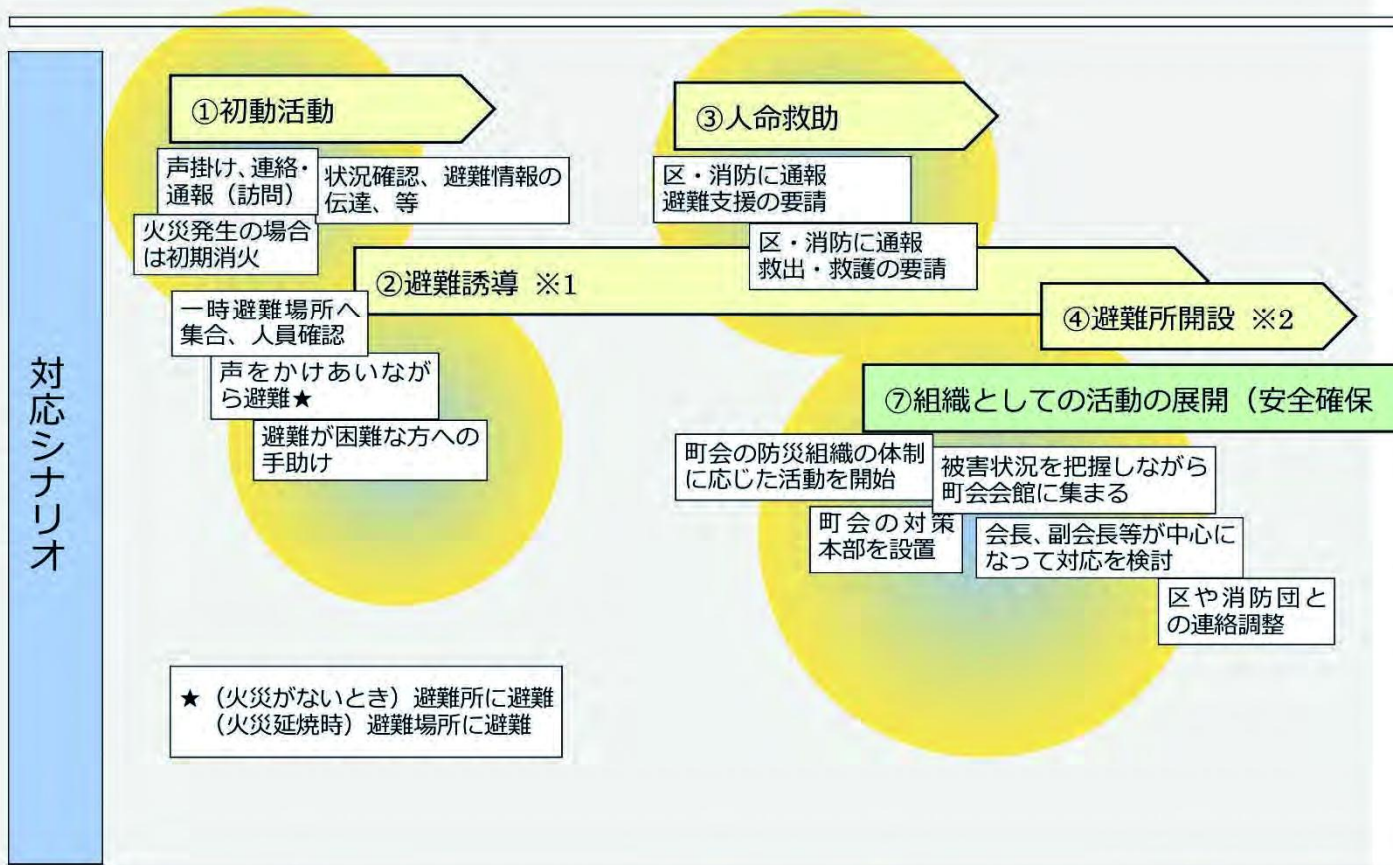 対応シナリオ
①初動活動
声掛け、連絡・
通報（訪問）
状況確認、避難情報の
伝達、等
火災発生の場合
は初期消火
②避難誘導 ※1
一時避難場所へ
集合、人員確認
声をかけあいなが
ら避難★
避難が困難な方への
手助け
③人命救助
区・消防に通報
避難支援の要請
区・消防に通報
救出・救護の要請
④避難所開設 ※2
⑦組織としての活動の展開（安全確保
町会の防災組織の体制
に応じた活動を開始
被害状況を把握しながら
町会会館に集まる
町会の対策
本部を設置
会長、副会長等が中心に
なって対応を検討
区や消防団と
の連絡調整
★（火災がないとき）避難所に避難
（火災延焼時）避難場所に避難